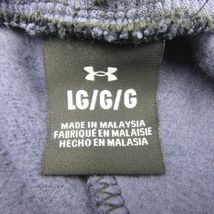 LG/G/G
MADE IN MALAYSIA
FABRIQUÉ EN MALAISIE
HECHO EN MALASIA